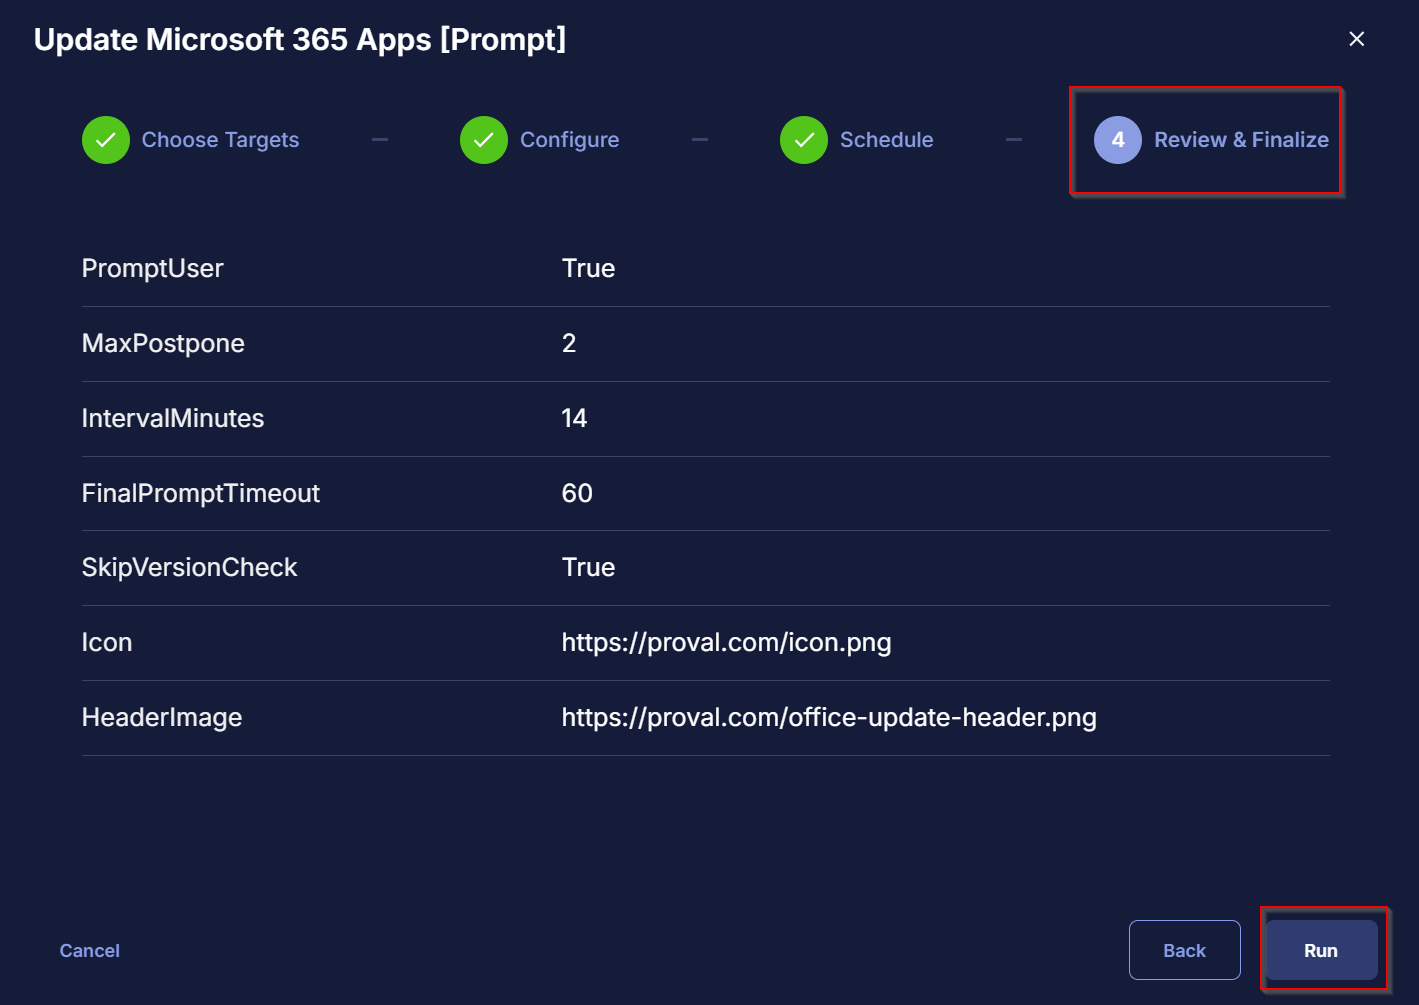 Update Microsoft 365 Apps [Prompt]
Choose Targets
Configure
Schedule
4 Review & Finalize
PromptUser True
MaxPostpone 2
IntervalMinutes 14
FinalPromptTimeout 60
SkipVersionCheck True
Icon https://proval.com/icon.png
HeaderImage https://proval.com/office-update-header.png
Cancel Back Run